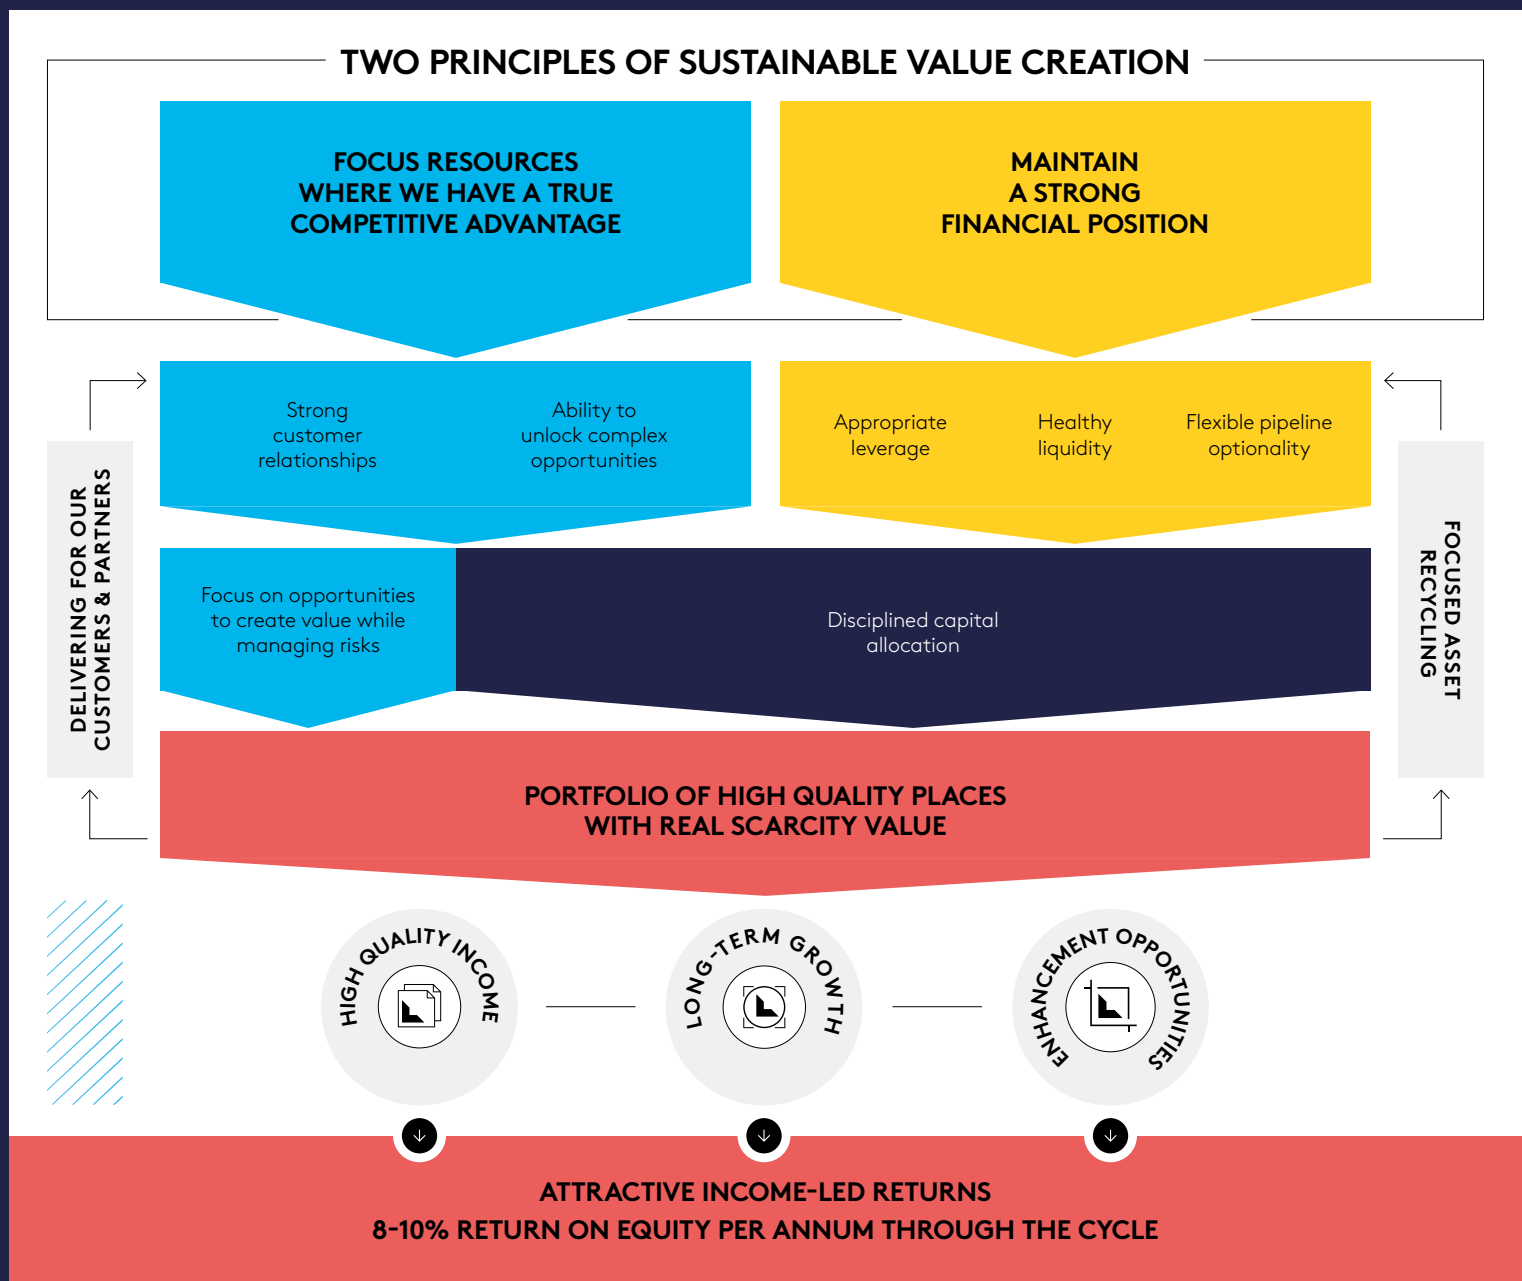 TWO PRINCIPLES OF SUSTAINABLE VALUE CREATION
FOCUS RESOURCES
WHERE WE HAVE A TRUE
COMPETITIVE ADVANTAGE
MAINTAIN
A STRONG
FINANCIAL POSITION
Strong
customer
relationships
Ability to
unlock complex
opportunities
Appropriate
leverage
Healthy
liquidity
Flexible pipeline
optionality
DELIVERING FOR OUR
CUSTOMERS & PARTNERS
FOCUSED ASSET
RECYCLING
Focus on opportunities
to create value while
managing risks
Disciplined capital
allocation
PORTFOLIO OF HIGH QUALITY PLACES
WITH REAL SCARCITY VALUE
HIGH QUALITY INCOME
LONG-TERM GROWTH
ENHANCEMENT OPPORTUNITIES
ATTRACTIVE INCOME-LED RETURNS
8-10% RETURN ON EQUITY PER ANNUM THROUGH THE CYCLE